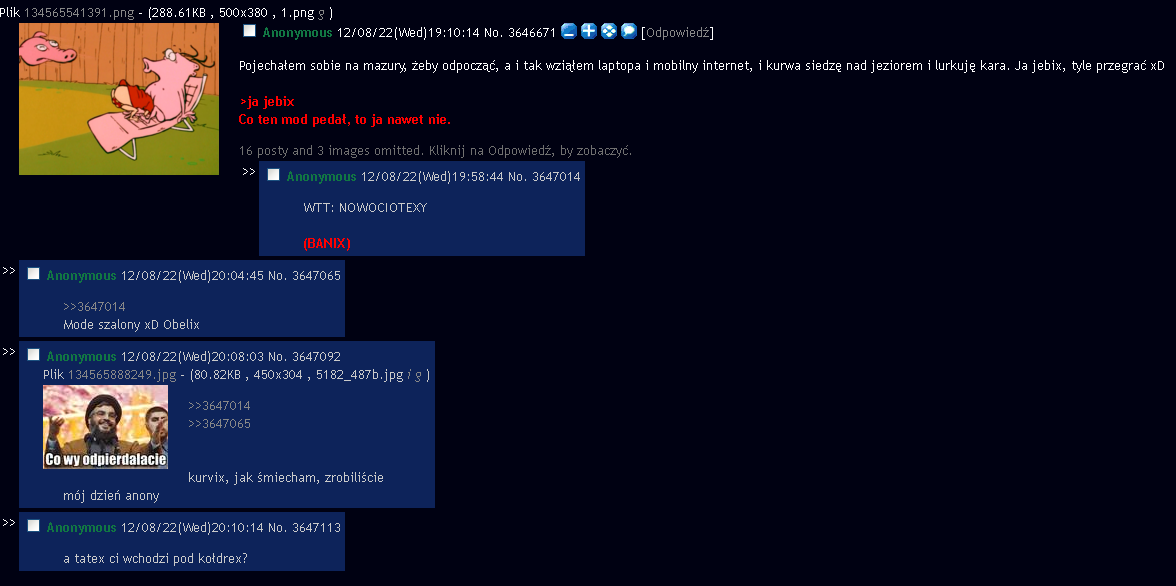 Plik 134565541391.png - (288.61KB , 500x380 , 1.png g )
Anonymous 12/08/22(Wed)19:10:14 No. 3646671 [Odpowiedź]
Pojechałem sobie na mazury, żeby odpocząć, a i tak wziąłem laptopa i mobilny internet, i kurwa siedzę nad jeziorem i lurkuję kara. Ja jebix, tyle przegrać xD
>ja jebix
Co ten mod pedał, to ja nawet nie.
16 posty and 3 images omitted. Kliknij na Odpowiedź, by zobaczyć.
>> Anonymous 12/08/22(Wed)19:58:44 No. 3647014
WTT: NOWOCIOTEXY
(BANIX)
>> Anonymous 12/08/22(Wed)20:04:45 No. 3647065
>>3647014
Mode szalony xD Obelix
>> Anonymous 12/08/22(Wed)20:08:03 No. 3647092
Plik 134565888249.jpg - (80.82KB , 450x304 , 5182_487b.jpg i g )
>>3647014
>>3647065
Co wy odpierdalacie
kurvix, jak śmiecham, zrobiliście
mój dzień anony
>> Anonymous 12/08/22(Wed)20:10:14 No. 3647113
a tatex ci wchodzi pod kołdrex?